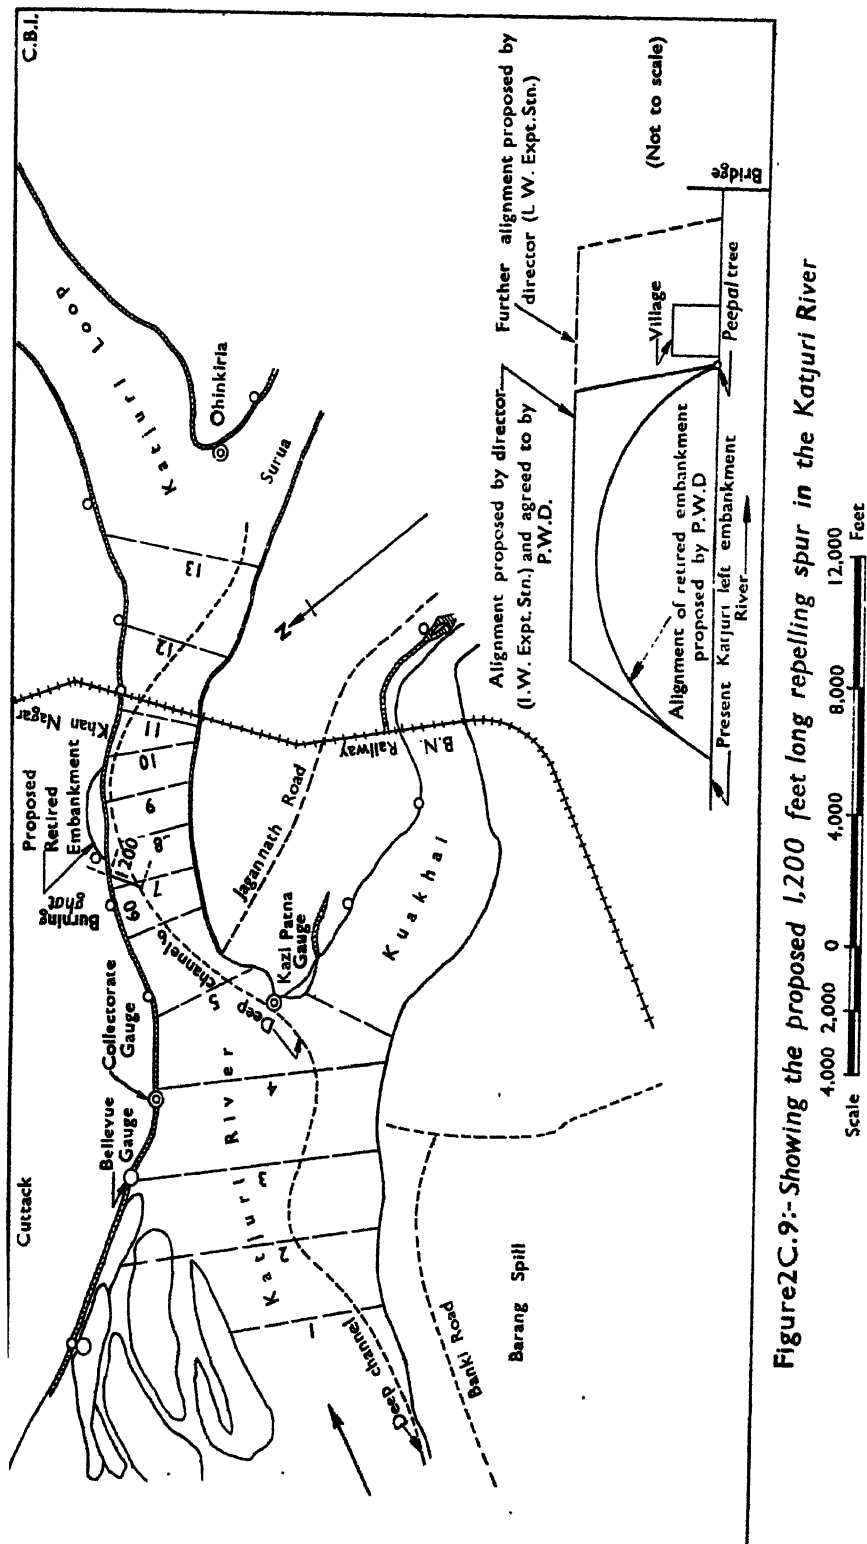 C.B.I.
Cuttack
Bellevue
Gauge
Collectorate
Gauge
Burning
ghat
Proposed
Retired
Embankment
Khan Nagar
Katjuri Loop
Ohinkiria
Surua
Katjuri River
1
2
3
4
5
6
7
8
9
10
11
12
13
60°
1,200
Deep channel
Deep channel
Kazi Patna
Gauge
Jagannath Road
B.N. Railway
Kuakhai
N
Banki Road
Barang Spill
Alignment proposed by director
(I.W. Expt. Stn.) and agreed to by
P.W.D.
Further alignment proposed by
director (I. W. Expt. Stn.)
Alignment of retired embankment
proposed by P.W.D
Present Katjuri left embankment
River
Village
Peepal tree
Bridge
(Not to scale)
Figure2C.9:-Showing the proposed 1,200 feet long repelling spur in the Katjuri River
Scale
4,000 2,000 0 4,000 8,000 12,000
Feet